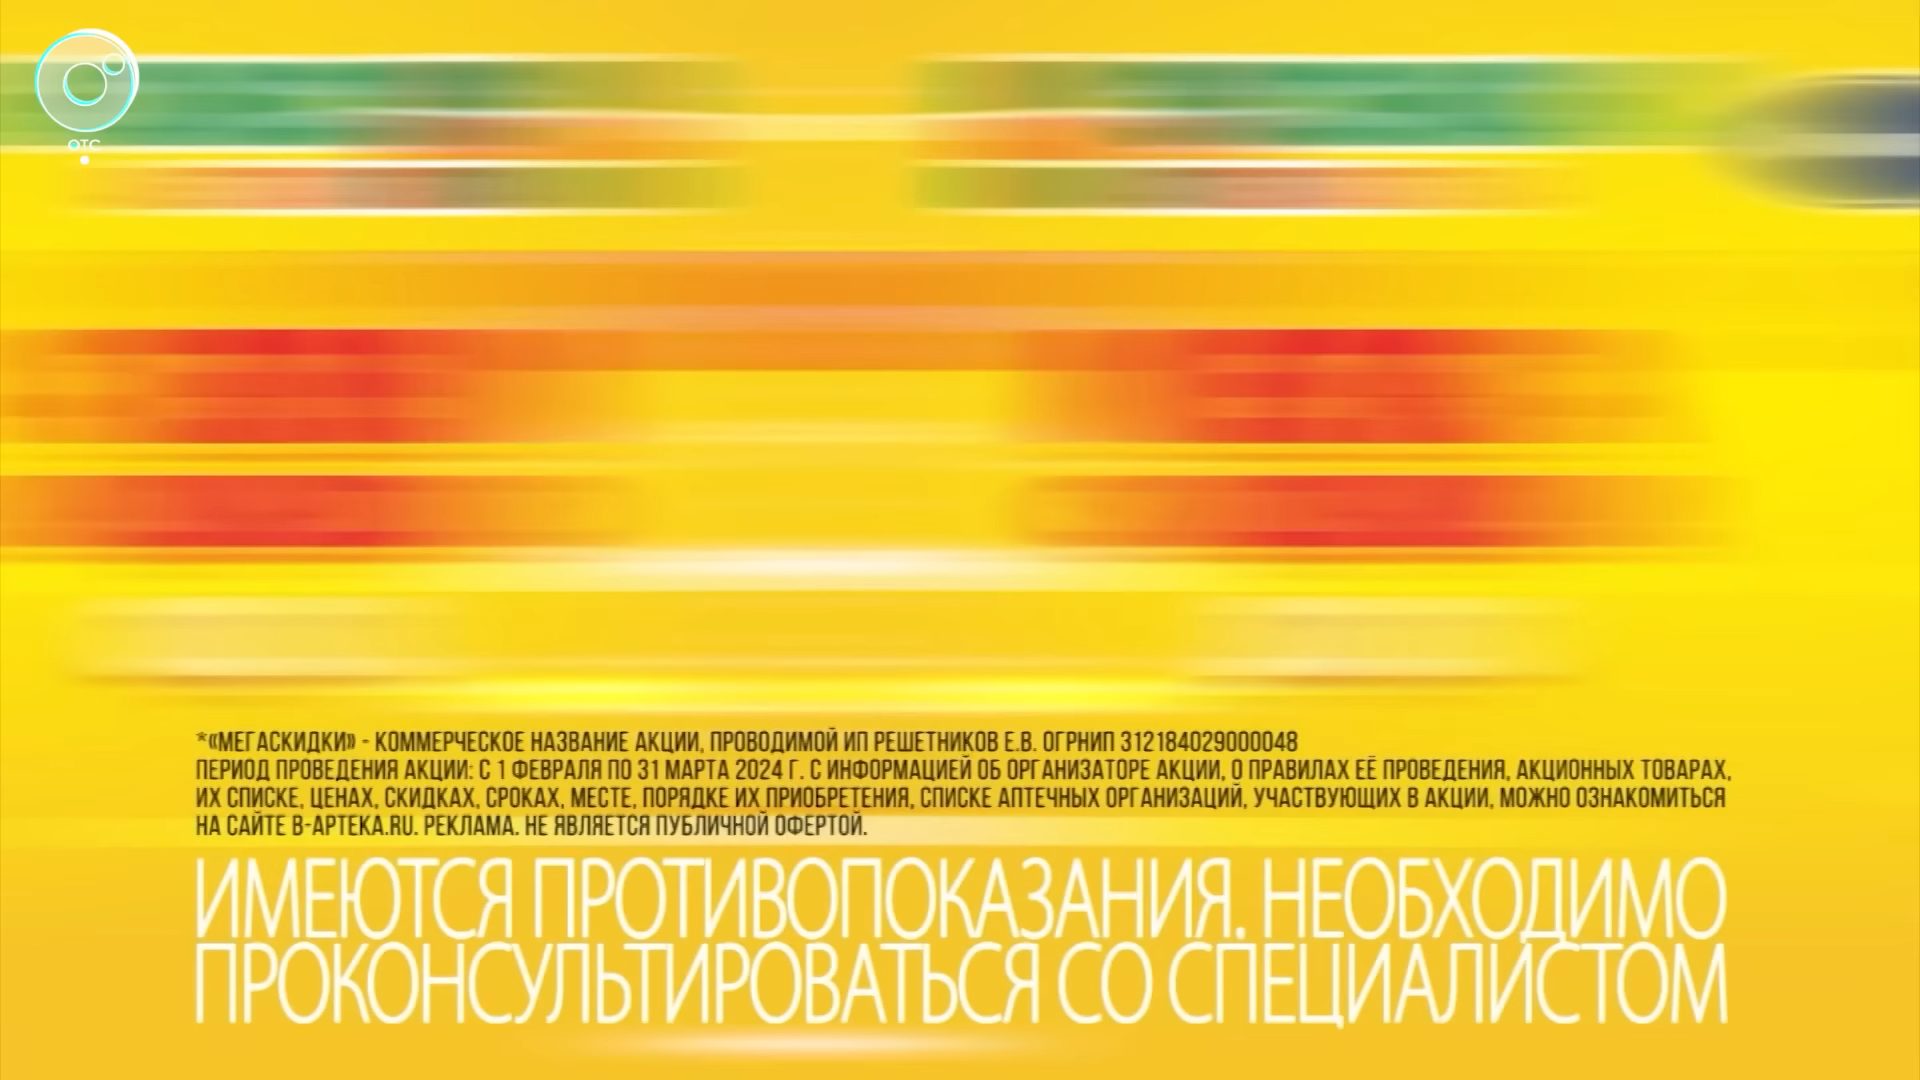 ОТС
*«МЕГАСКИДКИ» - КОММЕРЧЕСКОЕ НАЗВАНИЕ АКЦИИ, ПРОВОДИМОЙ ИП РЕШЕТНИКОВ Е.В. ОГРНИП 312184029000048
ПЕРИОД ПРОВЕДЕНИЯ АКЦИИ: С 1 ФЕВРАЛЯ ПО 31 МАРТА 2024 Г. С ИНФОРМАЦИЕЙ ОБ ОРГАНИЗАТОРЕ АКЦИИ, О ПРАВИЛАХ ЕЁ ПРОВЕДЕНИЯ, АКЦИОННЫХ ТОВАРАХ,
ИХ СПИСКЕ, ЦЕНАХ, СКИДКАХ, СРОКАХ, МЕСТЕ, ПОРЯДКЕ ИХ ПРИОБРЕТЕНИЯ, СПИСКЕ АПТЕЧНЫХ ОРГАНИЗАЦИЙ, УЧАСТВУЮЩИХ В АКЦИИ, МОЖНО ОЗНАКОМИТЬСЯ
НА САЙТЕ B-APTEKA.RU. РЕКЛАМА. НЕ ЯВЛЯЕТСЯ ПУБЛИЧНОЙ ОФЕРТОЙ.
ИМЕЮТСЯ ПРОТИВОПОКАЗАНИЯ. НЕОБХОДИМО
ПРОКОНСУЛЬТИРОВАТЬСЯ СО СПЕЦИАЛИСТОМ